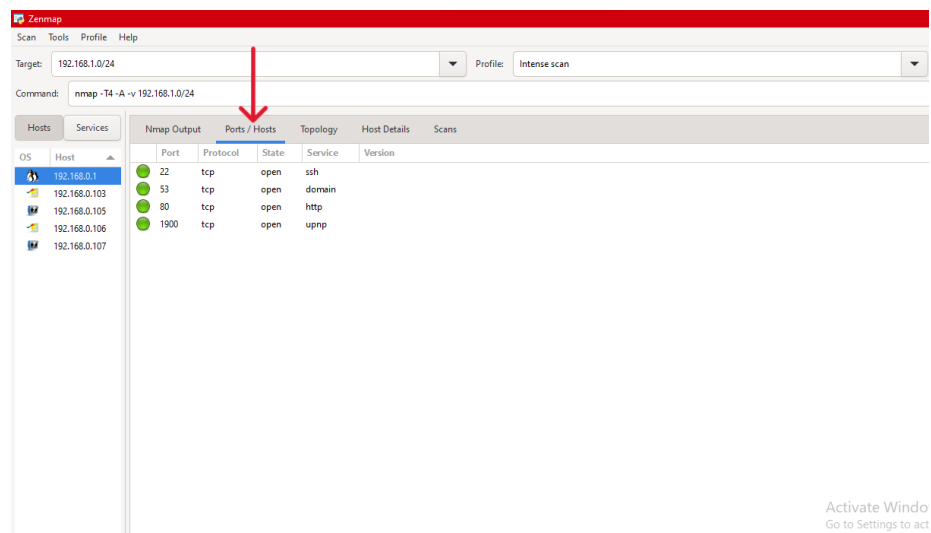 Zenmap
Scan Tools Profile Help
Target: 192.168.1.0/24 Profile: Intense scan
Command: nmap -T4 -A -v 192.168.1.0/24
Hosts Services Nmap Output Ports / Hosts Topology Host Details Scans
OS Host Port Protocol State Service Version
192.168.0.1 22 tcp open ssh
192.168.0.103 53 tcp open domain
192.168.0.105 80 tcp open http
192.168.0.106 1900 tcp open upnp
192.168.0.107
Activate Windo
Go to Settings to act